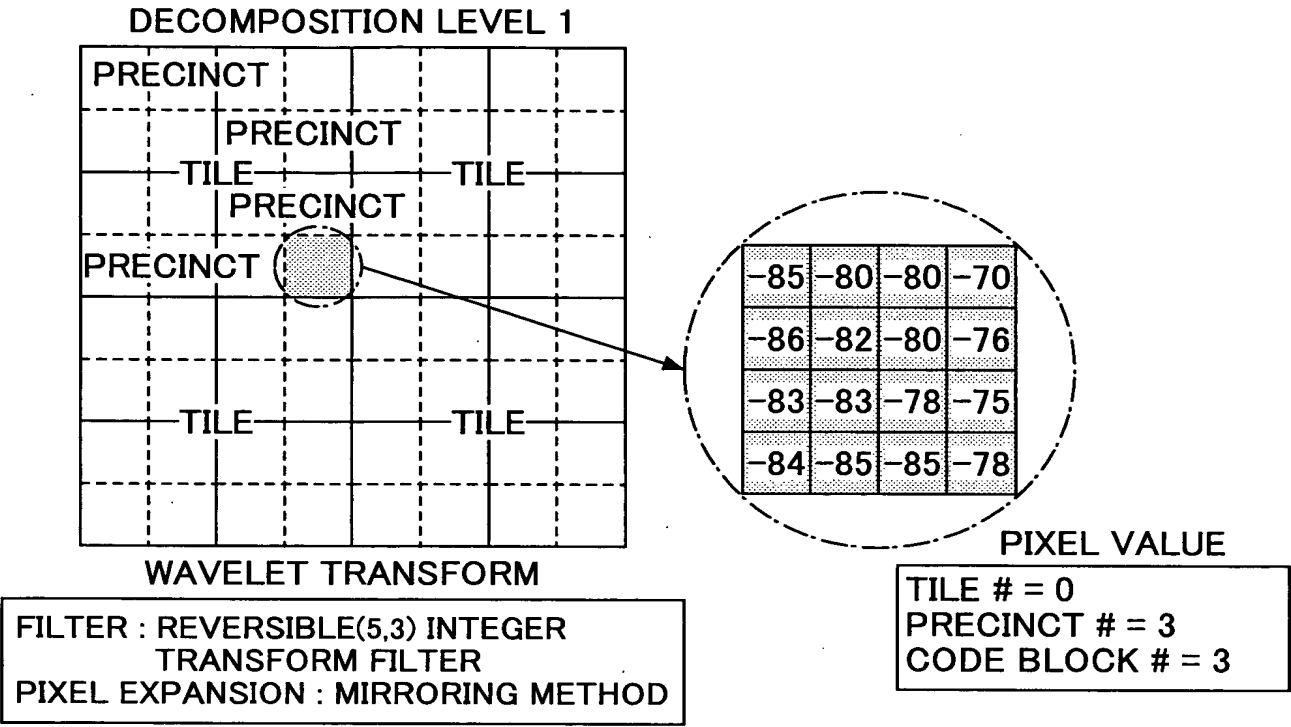 DECOMPOSITION LEVEL 1
PRECINCT
PRECINCT
TILE TILE
PRECINCT
PRECINCT
TILE TILE
-85 -80 -80 -70
-86 -82 -80 -76
-83 -83 -78 -75
-84 -85 -85 -78
WAVELET TRANSFORM
FILTER : REVERSIBLE(5,3) INTEGER
TRANSFORM FILTER
PIXEL EXPANSION : MIRRORING METHOD
PIXEL VALUE
TILE # = 0
PRECINCT # = 3
CODE BLOCK # = 3